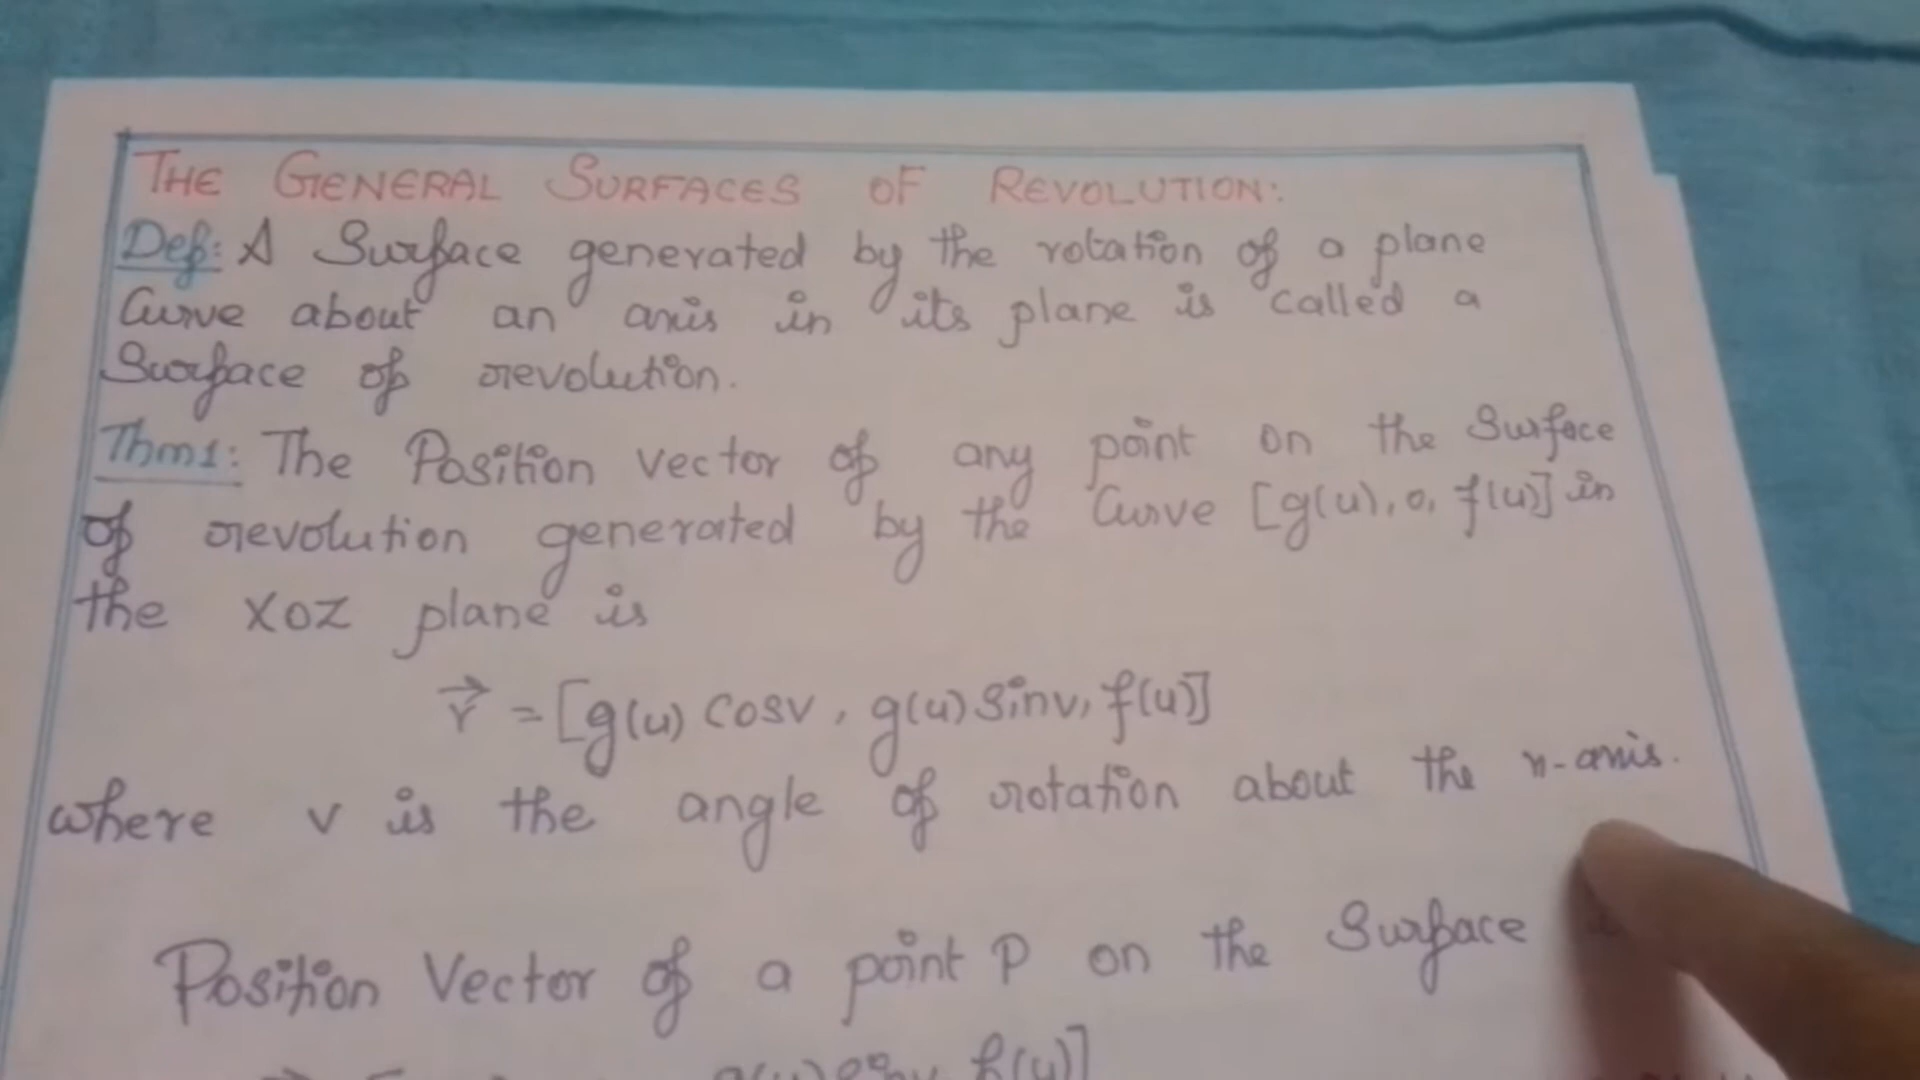 THE GENERAL SURFACES OF REVOLUTION:
Def: A Surface generated by the rotation of a plane
Curve about an axis in its plane is called a
Surface of revolution.
Thm1: The Position vector of any point on the Surface
of revolution generated by the Curve [g(u), 0, f(u)] in
the XOZ plane is
r⃗ = [g(u) cosv, g(u) sinv, f(u)]
where v is the angle of rotation about the x-axis.
Position Vector of a point P on the Surface
f(u)]